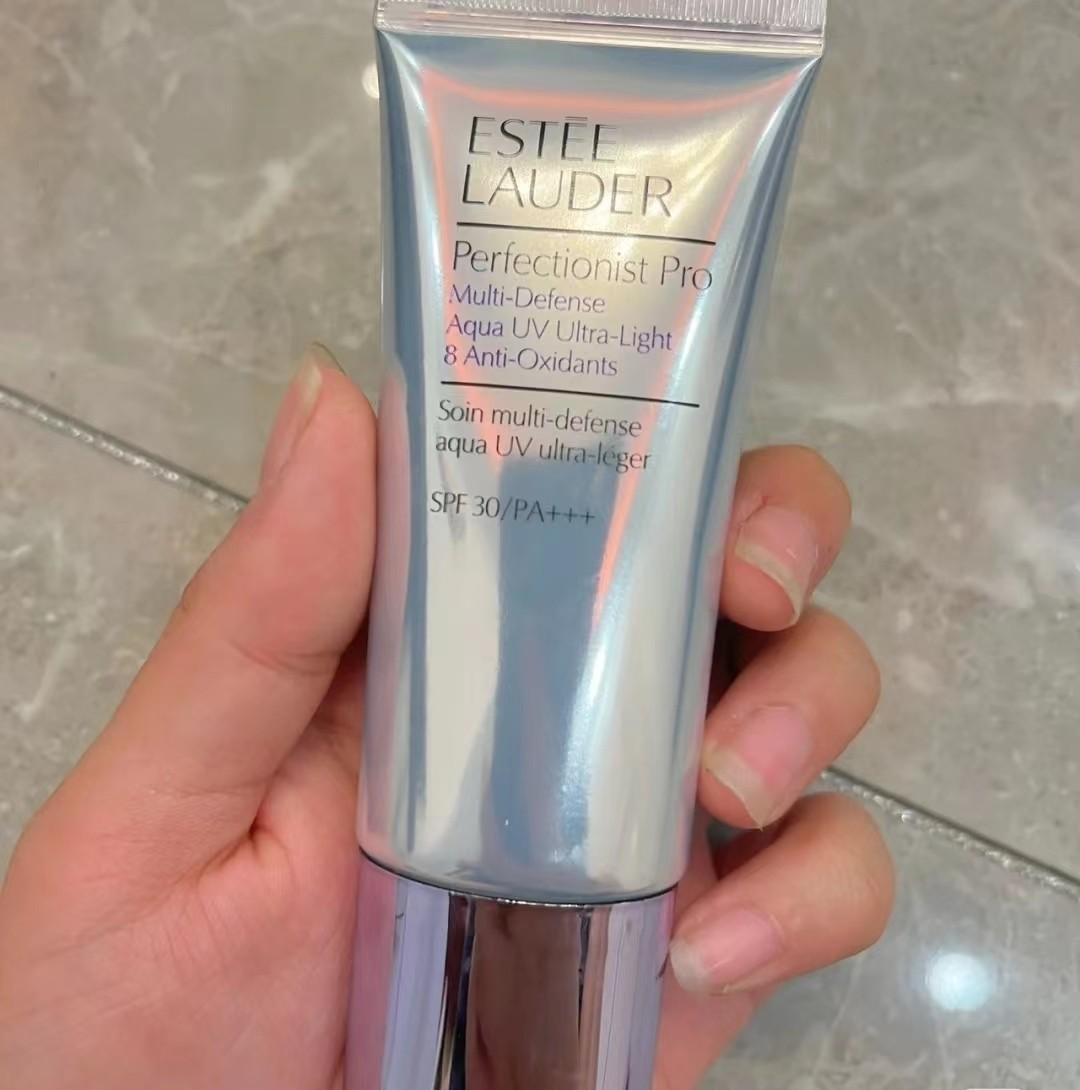 ESTĒE
LAUDER
Perfectionist Pro
Multi-Defense
Aqua UV Ultra-Light
8 Anti-Oxidants
Soin multi-defense
aqua UV ultra-léger
SPF 30/PA+++